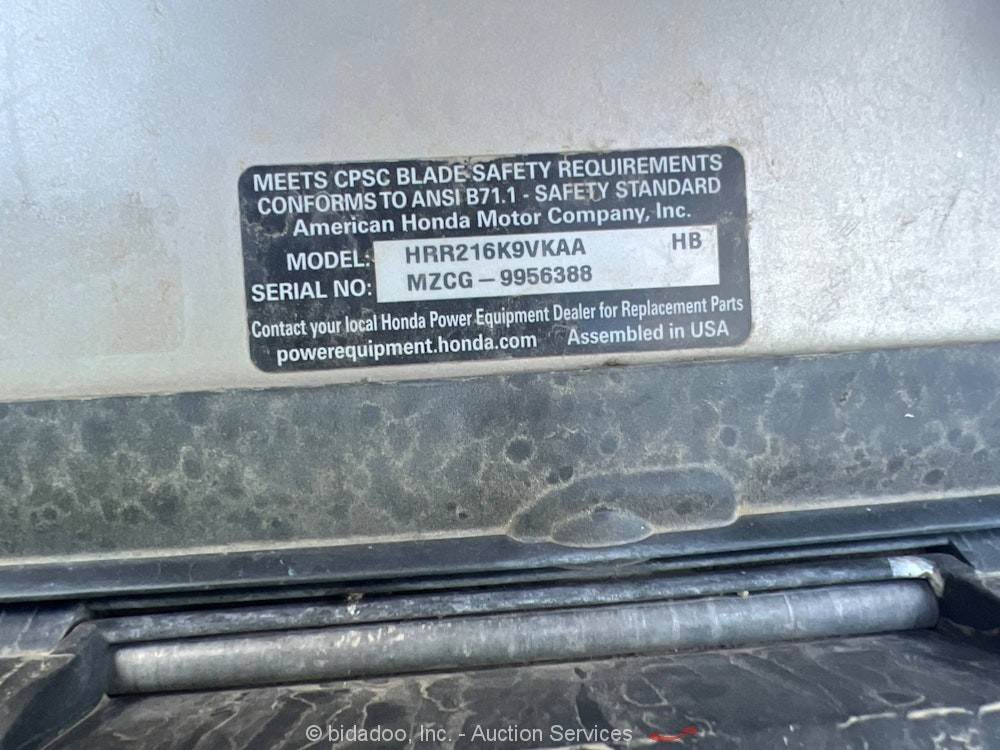 MEETS CPSC BLADE SAFETY REQUIREMENTS
CONFORMS TO ANSI B71.1 - SAFETY STANDARD
American Honda Motor Company, Inc.
MODEL: HRR216K9VKAA HB
SERIAL NO: MZCG – 9956388
Contact your local Honda Power Equipment Dealer for Replacement Parts
powerequipment.honda.com Assembled in USA
© bidadoo, Inc. - Auction Services